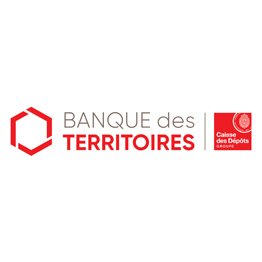 BANQUE des
TERRITOIRES
Caisse
des Dépôts
GROUPE